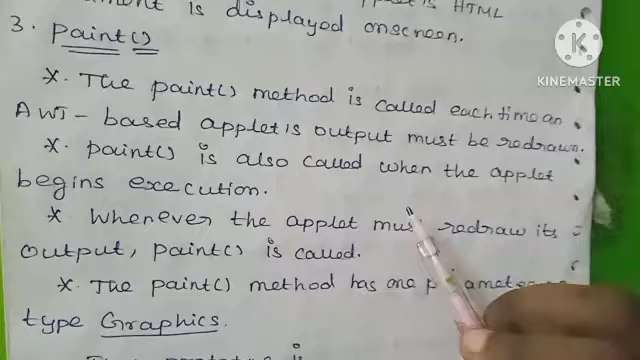 is HTML
is displayed onscreen.
3. paint()
* The paint() method is called each time an
AWT-based applet is output must be redrawn.
* paint() is also called when the applet
begins execution.
* Whenever the applet must redraw its
output, paint() is called.
* The paint() method has one
type Graphics.
KINEMASTER